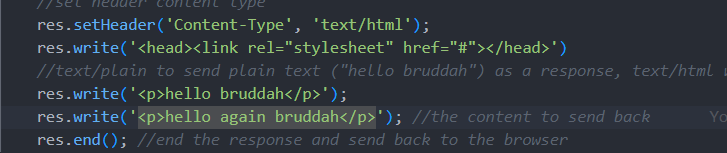 //set header content type
res.setHeader('Content-Type', 'text/html');
res.write('<head><link rel="stylesheet" href="#"></head>')
//text/plain to send plain text ("hello bruddah") as a response, text/html
res.write('<p>hello bruddah</p>');
res.write('<p>hello again bruddah</p>'); //the content to send back
res.end(); //end the response and send back to the browser